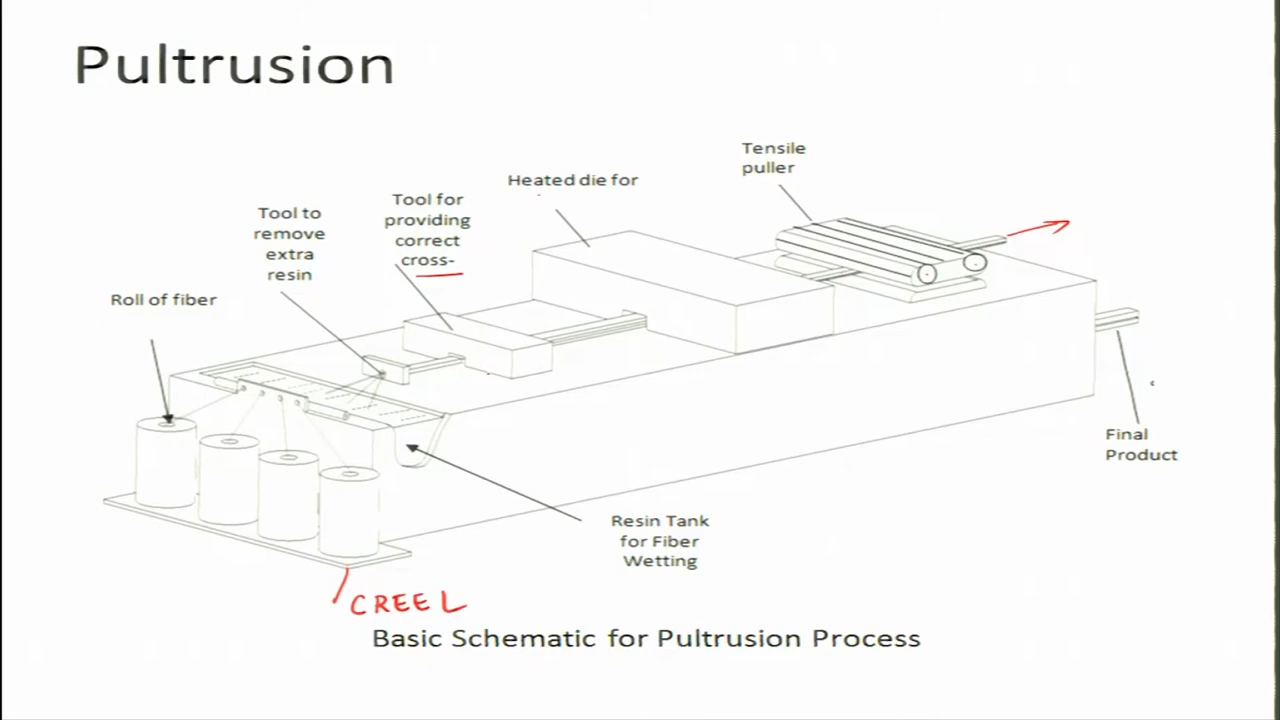 Pultrusion
Tensile
puller
Heated die for
Tool for
providing
correct
cross-
Tool to
remove
extra
resin
Roll of fiber
Final
Product
Resin Tank
for Fiber
Wetting
CREEL
Basic Schematic for Pultrusion Process